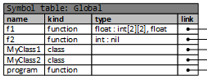 Symbol table: Global
name kind type link
f1 function float : int[2][2], float
f2 function int : nil
MyClass1 class
MyClass2 class
program function